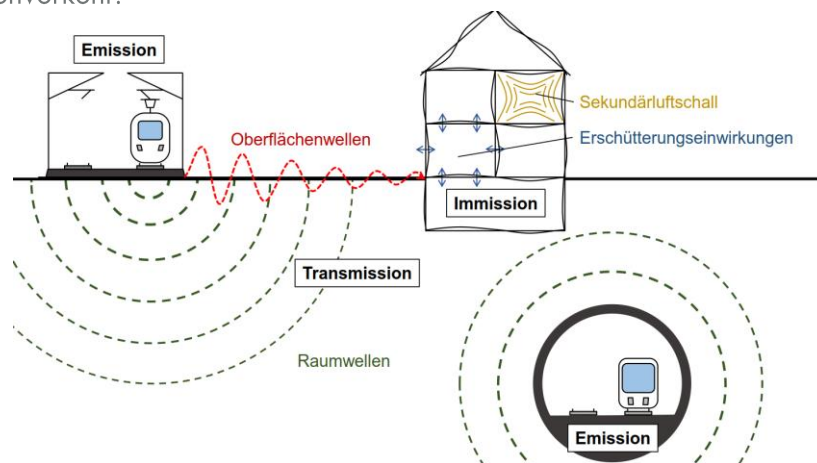 Emission
Sekundärluftschall
Oberflächenwellen
Erschütterungseinwirkungen
Immission
Transmission
Raumwellen
Emission